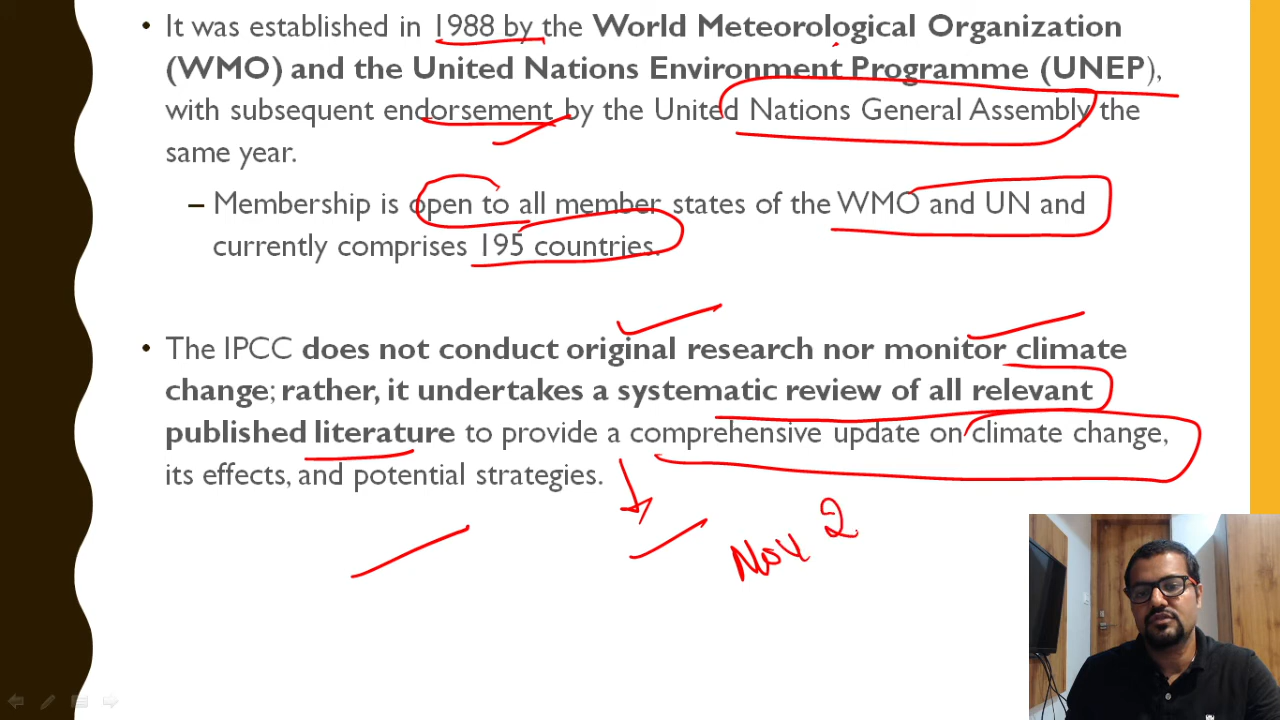 • It was established in 1988 by the World Meteorological Organization
(WMO) and the United Nations Environment Programme (UNEP),
with subsequent endorsement by the United Nations General Assembly the
same year.
– Membership is open to all member states of the WMO and UN and
currently comprises 195 countries.
• The IPCC does not conduct original research nor monitor climate
change; rather, it undertakes a systematic review of all relevant
published literature to provide a comprehensive update on climate change,
its effects, and potential strategies.
Nov 2